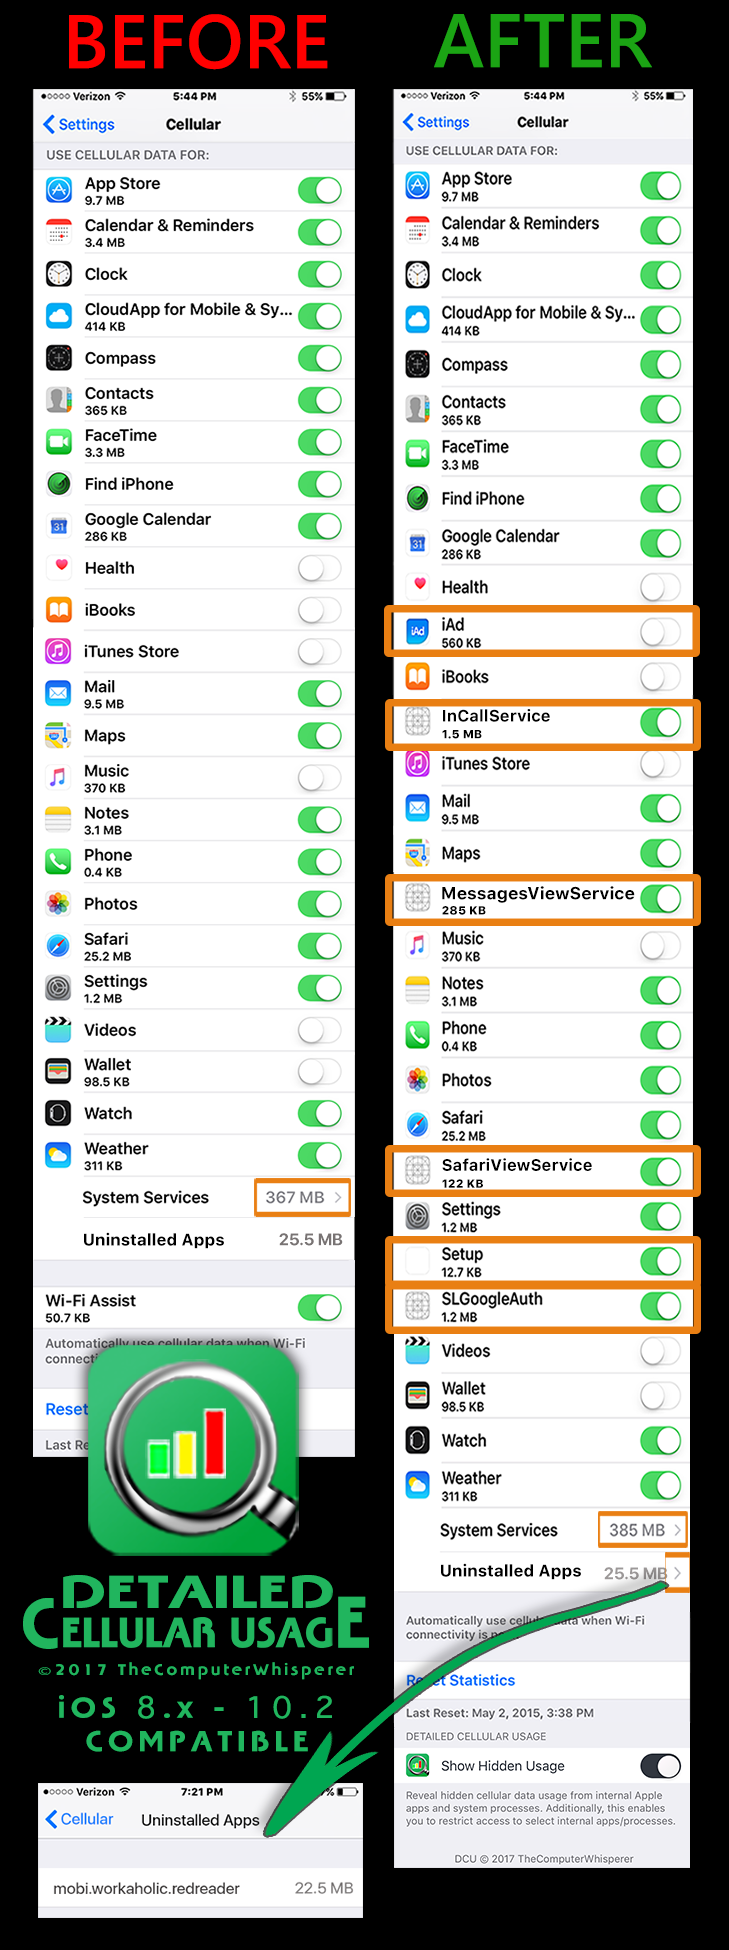 BEFORE
●○○○○ Verizon 5:44 PM 55%
Settings Cellular
USE CELLULAR DATA FOR:
App Store
9.7 MB
Calendar & Reminders
3.4 MB
Clock
CloudApp for Mobile & Sy...
414 KB
Compass
Contacts
365 KB
FaceTime
3.3 MB
Find iPhone
Google Calendar
286 KB
Health
iBooks
iTunes Store
Mail
9.5 MB
Maps
Music
370 KB
Notes
3.1 MB
Phone
0.4 KB
Photos
Safari
25.2 MB
Settings
1.2 MB
Videos
Wallet
98.5 KB
Watch
Weather
311 KB
System Services 367 MB
Uninstalled Apps 25.5 MB
Wi-Fi Assist
50.7 KB
Automatically use cellular data when Wi-Fi
connectiv
Reset
Last Res
DETAILED
CELLULAR USAGE
©2017 TheComputerWhisperer
iOS 8.x - 10.2
COMPATIBLE
●○○○○ Verizon 7:21 PM %
Cellular Uninstalled Apps
mobi.workaholic.redreader 22.5 MB
AFTER
●○○○○ Verizon 5:44 PM 55%
Settings Cellular
USE CELLULAR DATA FOR:
App Store
9.7 MB
Calendar & Reminders
3.4 MB
Clock
CloudApp for Mobile & Sy...
414 KB
Compass
Contacts
365 KB
FaceTime
3.3 MB
Find iPhone
Google Calendar
286 KB
Health
iAd
iAd
560 KB
iBooks
InCallService
1.5 MB
iTunes Store
Mail
9.5 MB
Maps
MessagesViewService
285 KB
Music
370 KB
Notes
3.1 MB
Phone
0.4 KB
Photos
Safari
25.2 MB
SafariViewService
122 KB
Settings
1.2 MB
Setup
12.7 KB
SLGoogleAuth
1.2 MB
Videos
Wallet
98.5 KB
Watch
Weather
311 KB
System Services 385 MB
Uninstalled Apps 25.5 MB
Automatically use cellular data when Wi-Fi
connectivity is
Reset Statistics
Last Reset: May 2, 2015, 3:38 PM
DETAILED CELLULAR USAGE
Show Hidden Usage
Reveal hidden cellular data usage from internal Apple
apps and system processes. Additionally, this enables
you to restrict access to select internal apps/processes.
DCU © 2017 TheComputerWhisperer